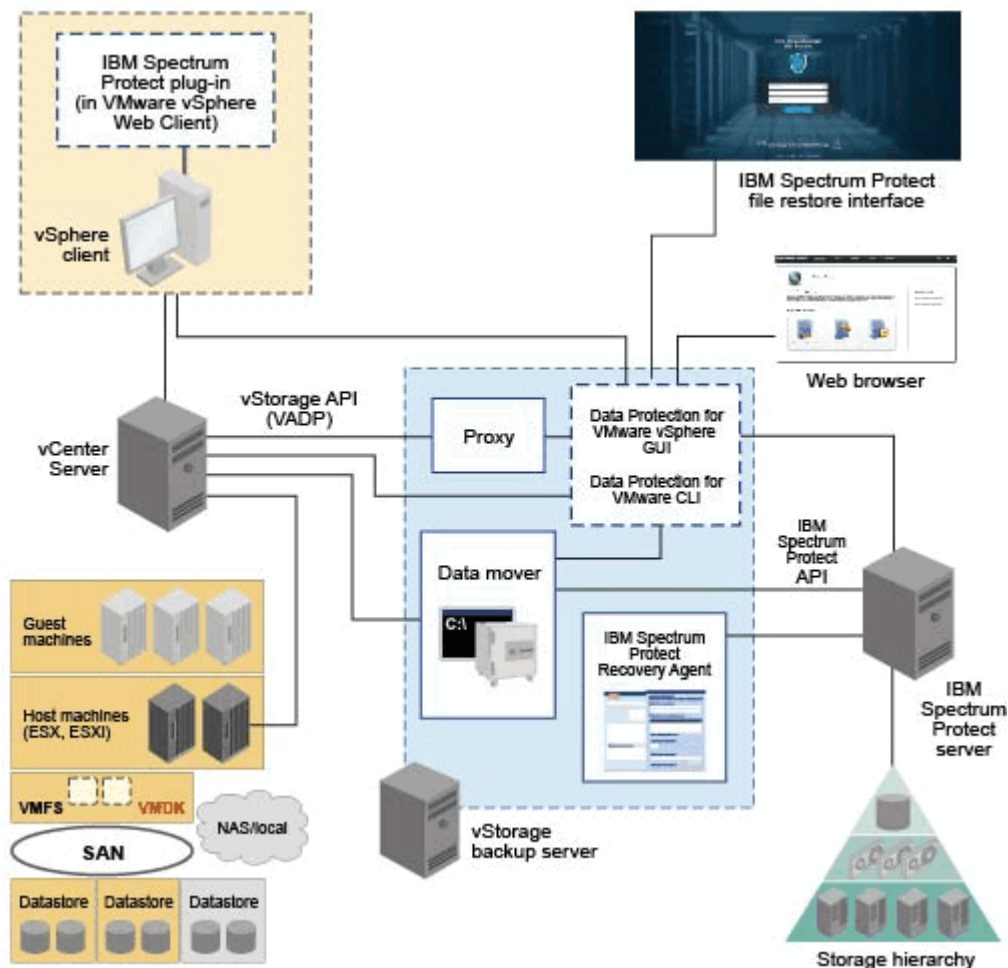 IBM Spectrum
Protect plug-in
(in VMware vSphere
Web Client)
vSphere
client
IBM Spectrum Protect
file restore interface
Web browser
vStorage API
(VADP)
vCenter
Server
Proxy
Data Protection for
VMware vSphere
GUI
Data Protection for
VMware CLI
Data mover
C:\
IBM
Spectrum
Protect
API
IBM Spectrum
Protect
Recovery Agent
IBM
Spectrum
Protect
server
Guest
machines
Host machines
(ESX, ESXI)
VMFS
VMDK
NAS/local
SAN
Datastore
Datastore
Datastore
vStorage
backup server
Storage hierarchy